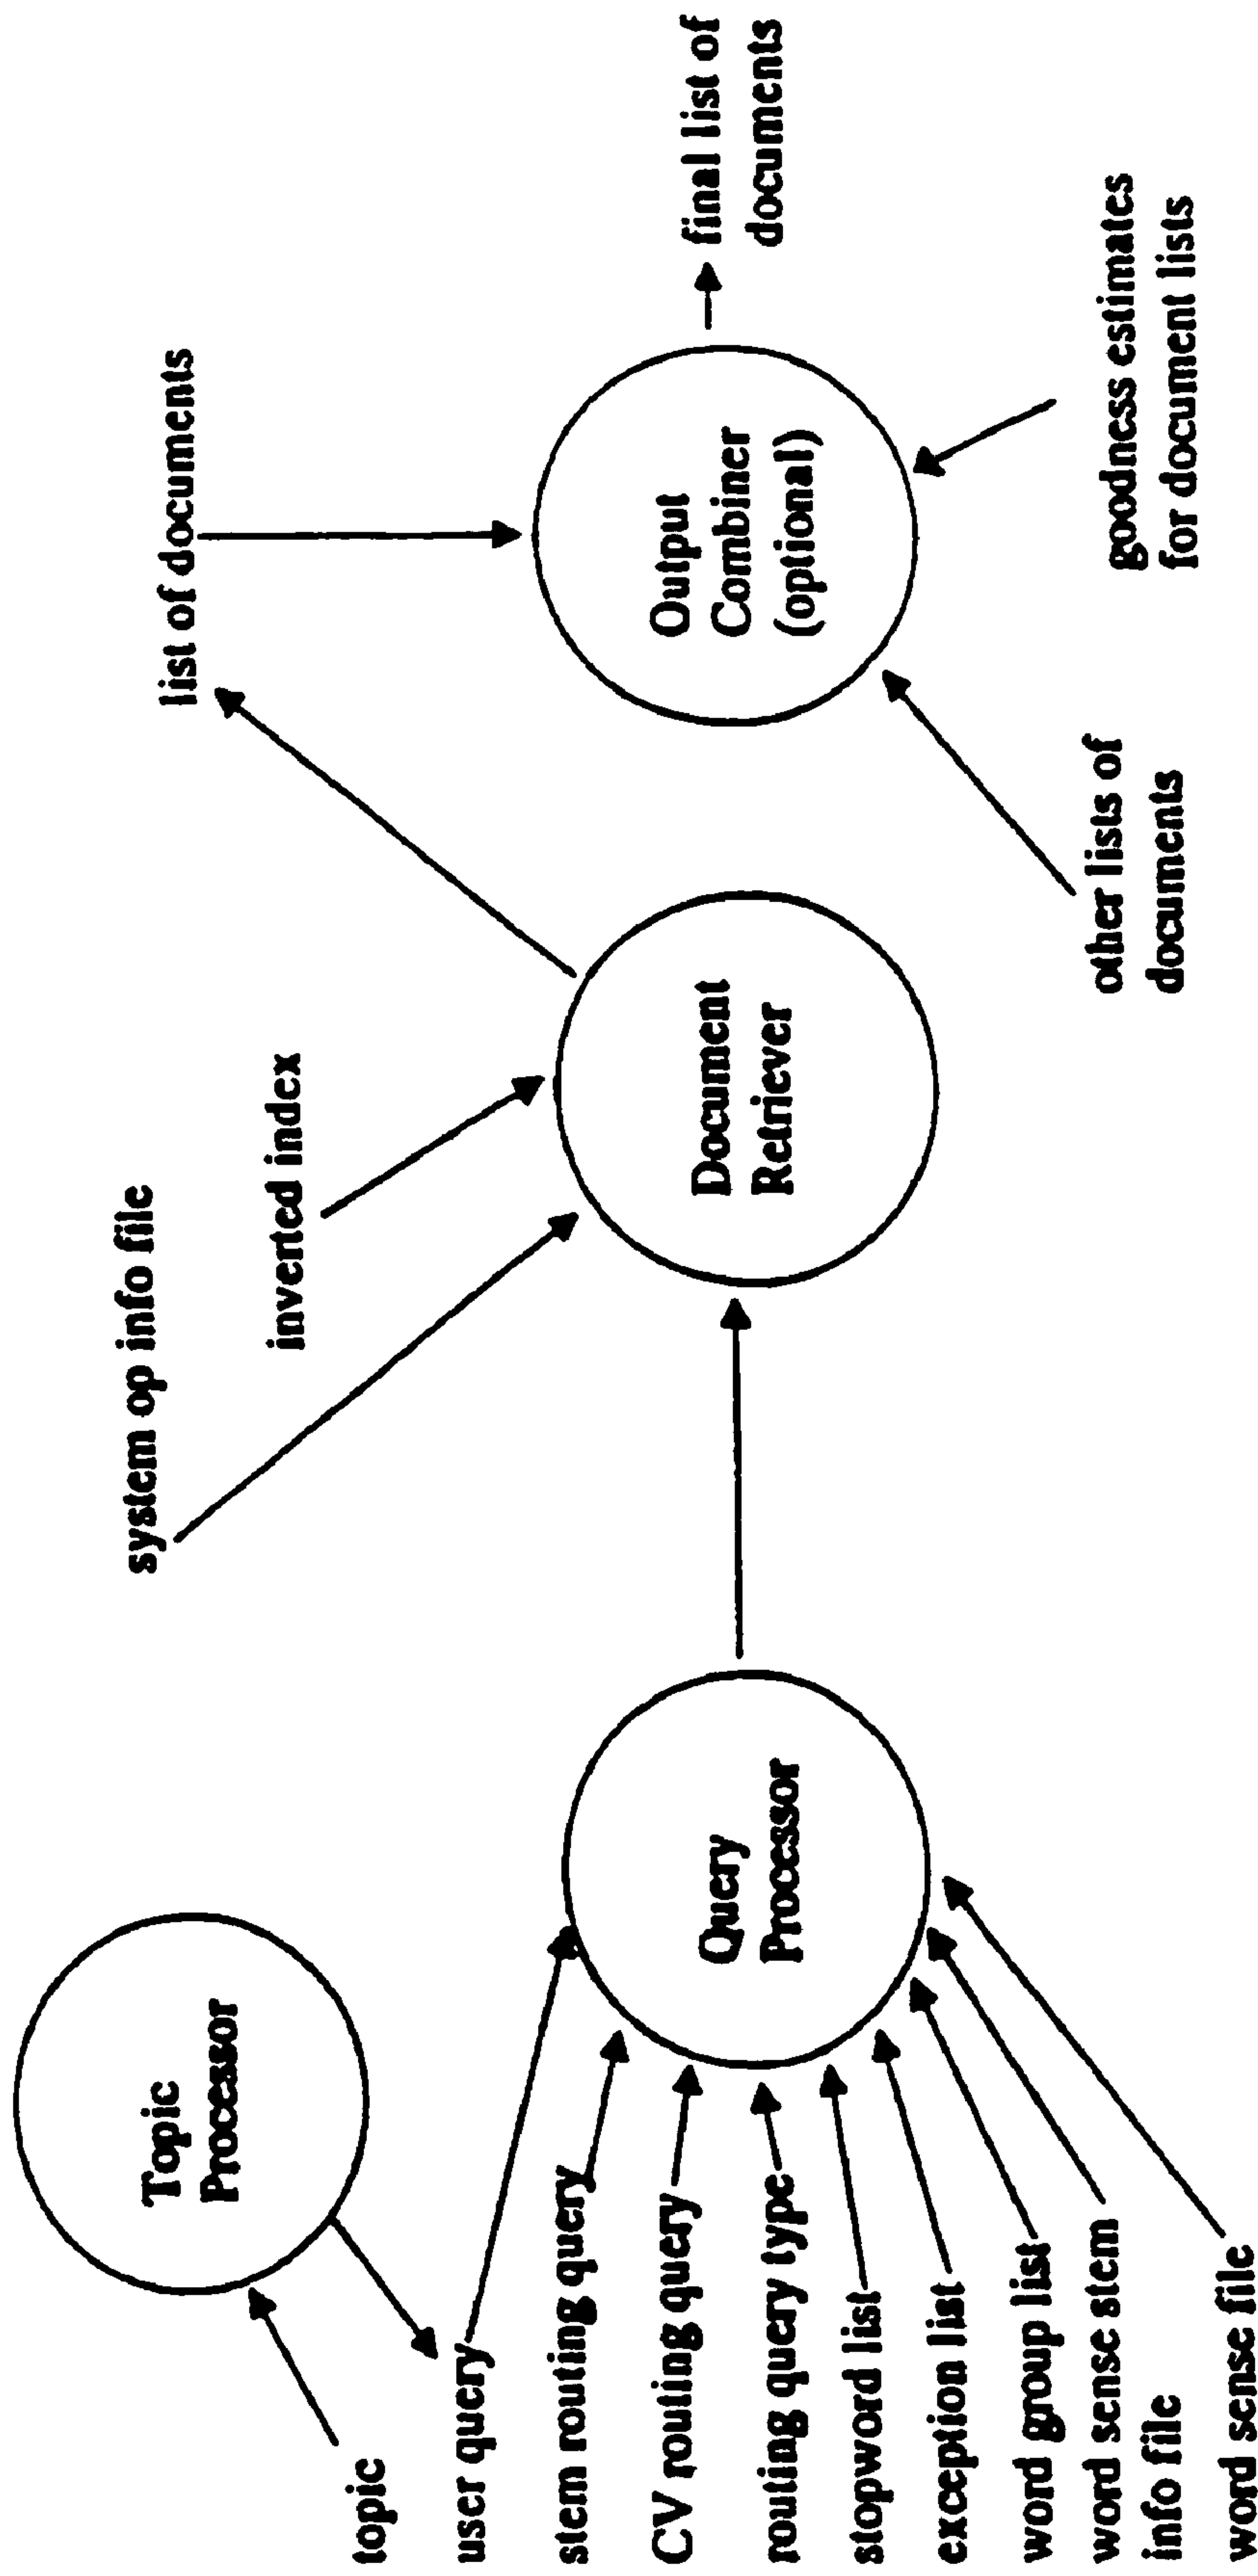 Topic
Processor
topic
user query
stem routing query
CV routing query
routing query type
stopword list
exception list
word group list
word sense stem
info file
word sense file
Query
Processor
system op info file
inverted index
Document
Retriever
list of documents
Output
Combiner
(optional)
final list of
documents
other lists of
documents
goodness estimates
for document lists